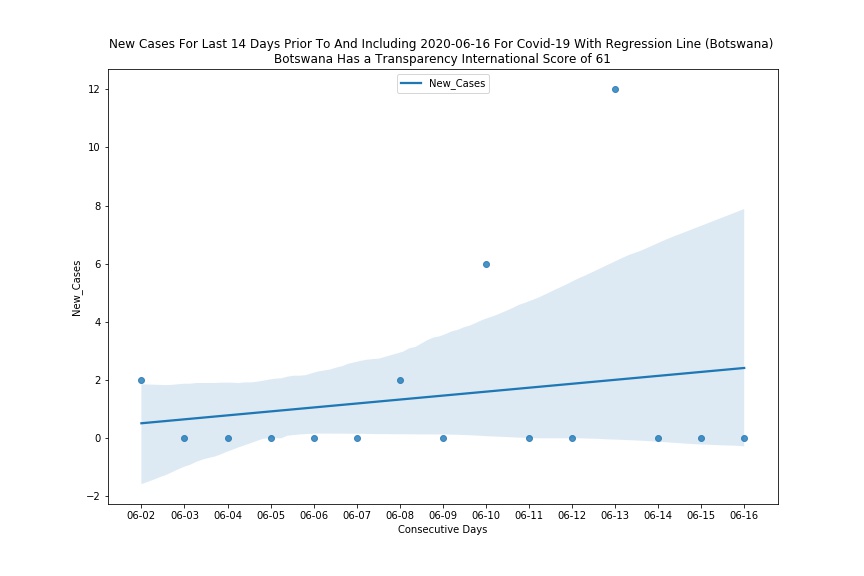 New Cases For Last 14 Days Prior To And Including 2020-06-16 For Covid-19 With Regression Line (Botswana)
Botswana Has a Transparency International Score of 61
New_Cases
12
10
8
6
4
2
0
−2
New_Cases
06-02 06-03 06-04 06-05 06-06 06-07 06-08 06-09 06-10 06-11 06-12 06-13 06-14 06-15 06-16
Consecutive Days